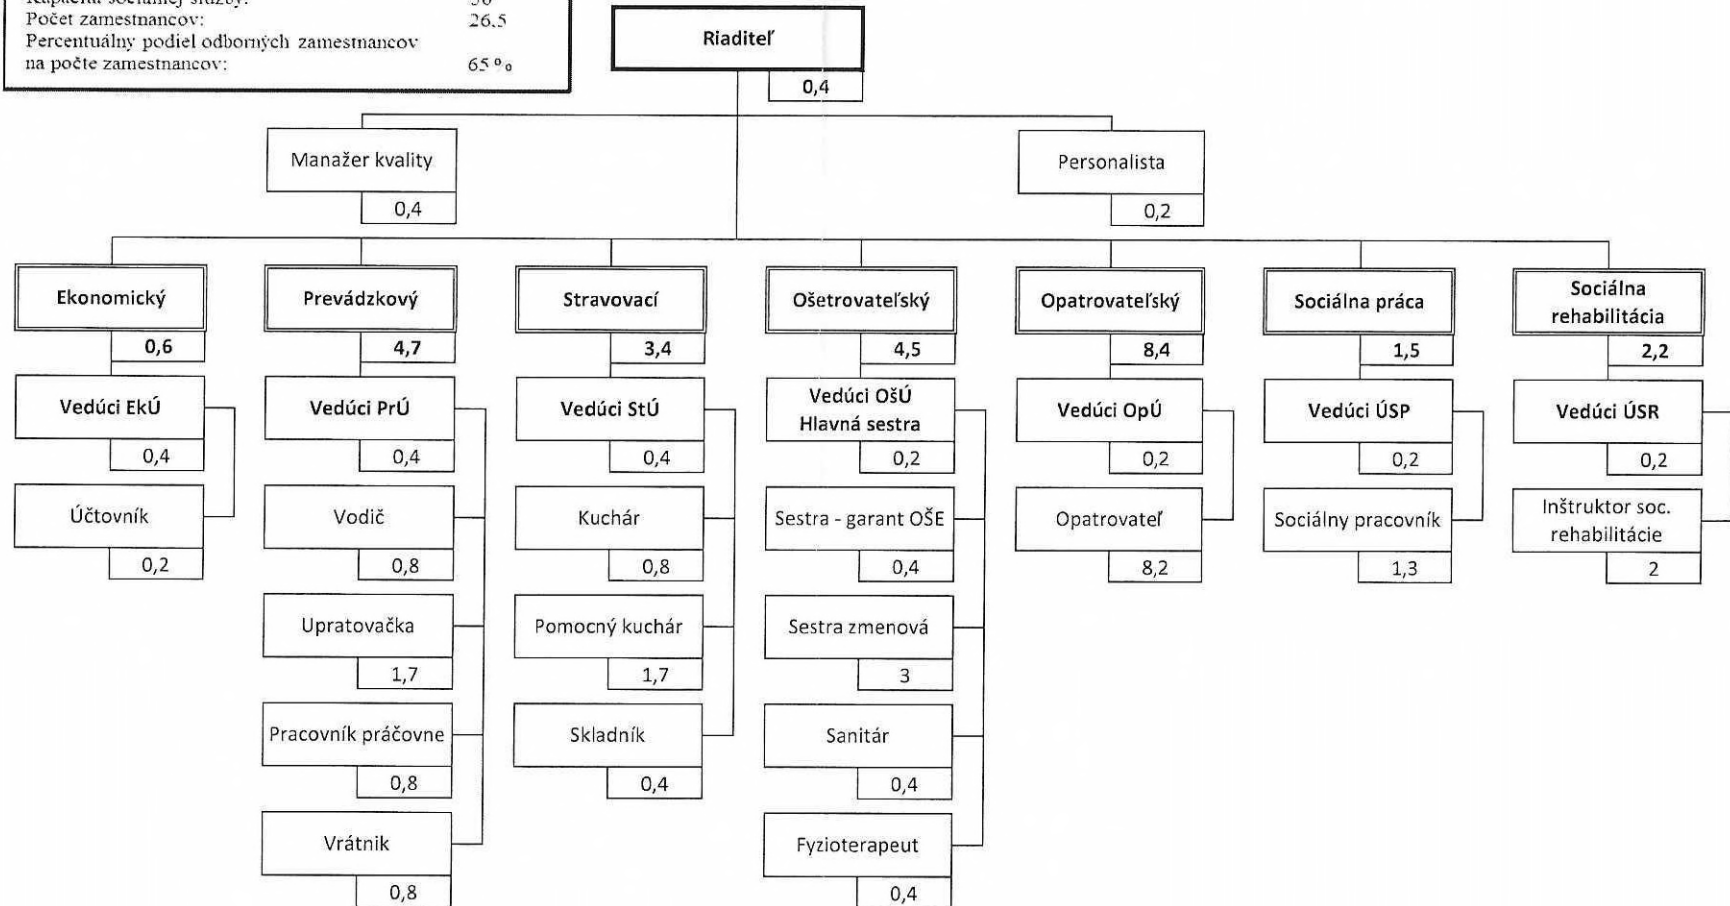 Počet zamestnancov: 26.5
Percentuálny podiel odborných zamestnancov
na počte zamestnancov: 65 %
Riaditeľ
0,4
Manažer kvality
0,4
Personalista
0,2
Ekonomický
0,6
Prevádzkový
4,7
Stravovací
3,4
Ošetrovateľský
4,5
Opatrovateľský
8,4
Sociálna práca
1,5
Sociálna
rehabilitácia
2,2
Vedúci EkÚ
0,4
Účtovník
0,2
Vedúci PrÚ
0,4
Vodič
0,8
Upratovačka
1,7
Pracovník práčovne
0,8
Vrátnik
0,8
Vedúci StÚ
0,4
Kuchár
0,8
Pomocný kuchár
1,7
Skladník
0,4
Vedúci OšÚ
Hlavná sestra
0,2
Sestra - garant OŠE
0,4
Sestra zmenová
3
Sanitár
0,4
Fyzioterapeut
0,4
Vedúci OpÚ
0,2
Opatrovateľ
8,2
Vedúci ÚSP
0,2
Sociálny pracovník
1,3
Vedúci ÚSR
0,2
Inštruktor soc.
rehabilitácie
2